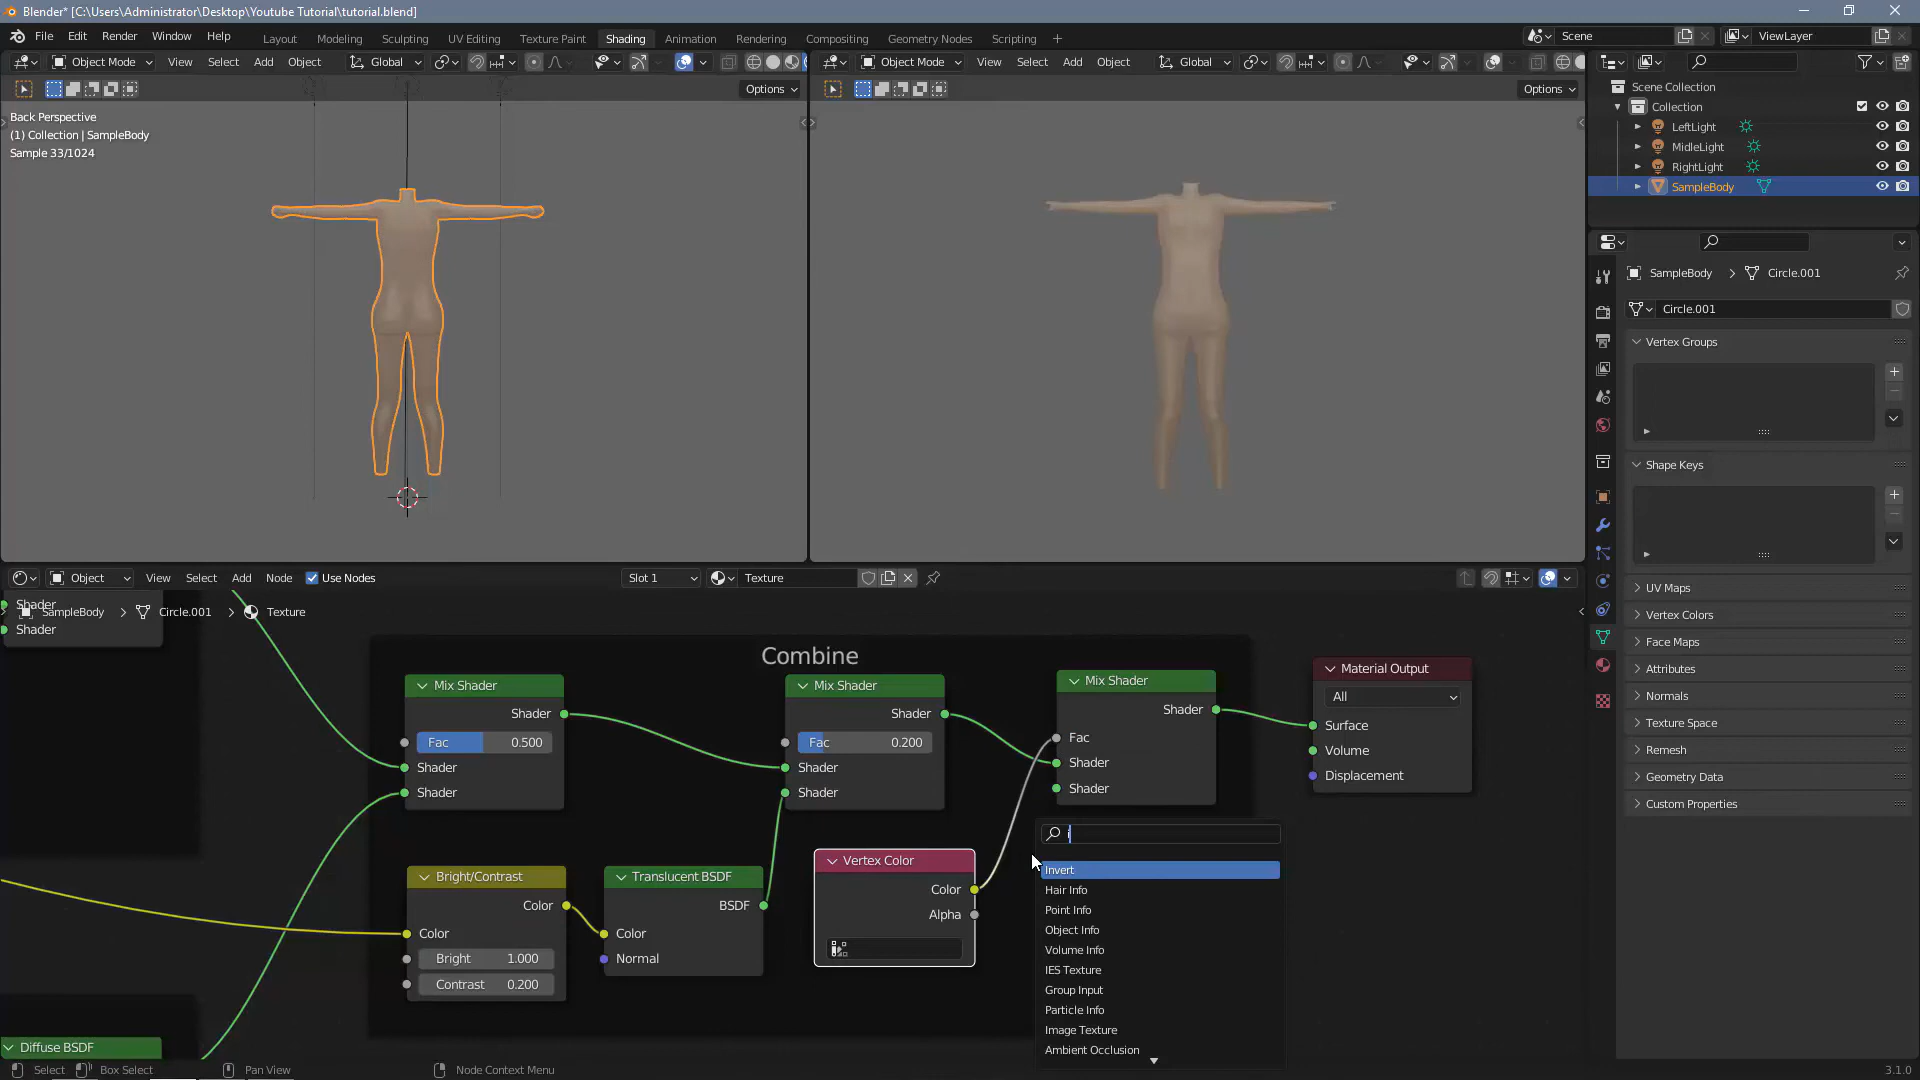 Blender* [C:\Users\Administrator\Desktop\Youtube Tutorial\tutorial.blend]
File Edit Render Window Help
Layout Modeling Sculpting UV Editing Texture Paint Shading Animation Rendering Compositing Geometry Nodes Scripting +
Scene
ViewLayer
Object Mode View Select Add Object Global
Object Mode View Select Add Object Global
Options
Options
Back Perspective
(1) Collection | SampleBody
Sample 33/1024
Scene Collection
Collection
LeftLight
MidleLight
RightLight
SampleBody
SampleBody > Circle.001
Circle.001
Vertex Groups
Shape Keys
UV Maps
Vertex Colors
Face Maps
Attributes
Normals
Texture Space
Remesh
Geometry Data
Custom Properties
Object View Select Add Node Use Nodes
Slot 1
Texture
Shader
SampleBody > Circle.001 > Texture
Shader
Combine
Mix Shader
Shader
Fac 0.500
Shader
Shader
Mix Shader
Shader
Fac 0.200
Shader
Shader
Mix Shader
Shader
Fac
Shader
Shader
Material Output
All
Surface
Volume
Displacement
Bright/Contrast
Color
Color
Bright 1.000
Contrast 0.200
Translucent BSDF
BSDF
Color
Normal
Vertex Color
Color
Alpha
i
Invert
Hair Info
Point Info
Object Info
Volume Info
IES Texture
Group Input
Particle Info
Image Texture
Ambient Occlusion
Diffuse BSDF
Select Box Select Pan View Node Context Menu
3.1.0